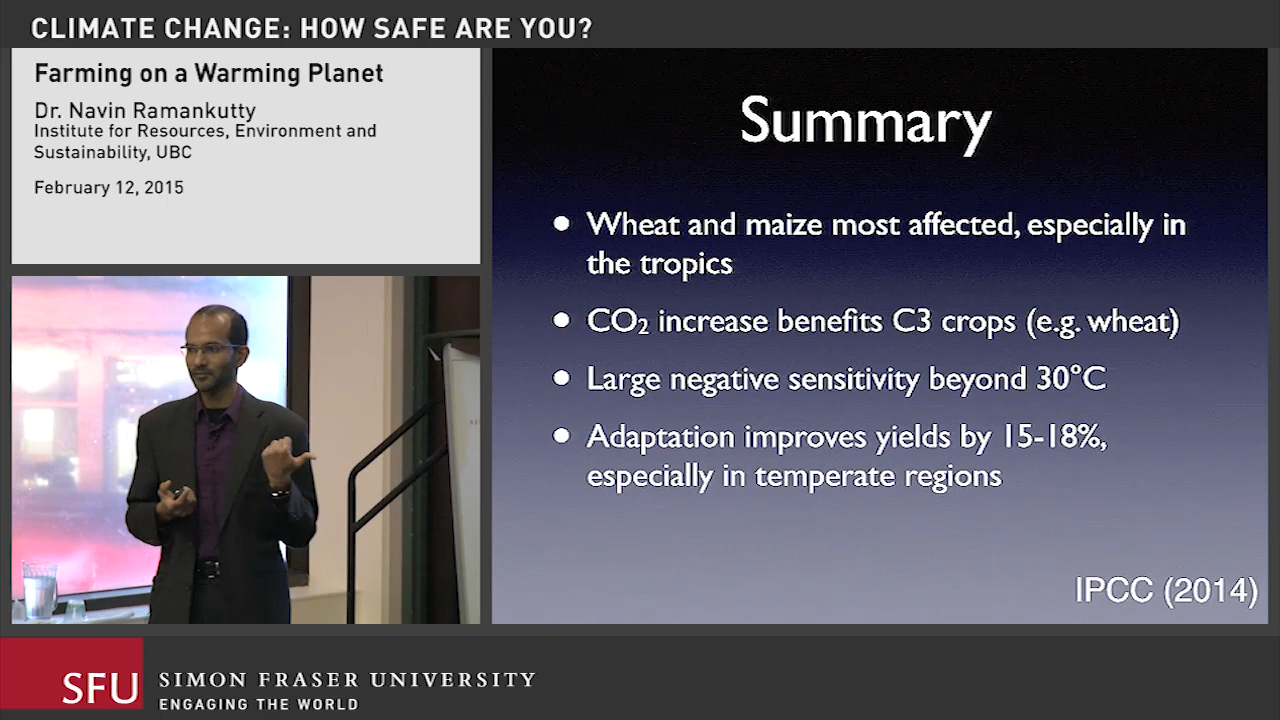 CLIMATE CHANGE: HOW SAFE ARE YOU?
Farming on a Warming Planet
Dr. Navin Ramankutty
Institute for Resources, Environment and
Sustainability, UBC
February 12, 2015
Summary
• Wheat and maize most affected, especially in
the tropics
• CO₂ increase benefits C3 crops (e.g. wheat)
• Large negative sensitivity beyond 30°C
• Adaptation improves yields by 15-18%,
especially in temperate regions
IPCC (2014)
SFU
SIMON FRASER UNIVERSITY
ENGAGING THE WORLD